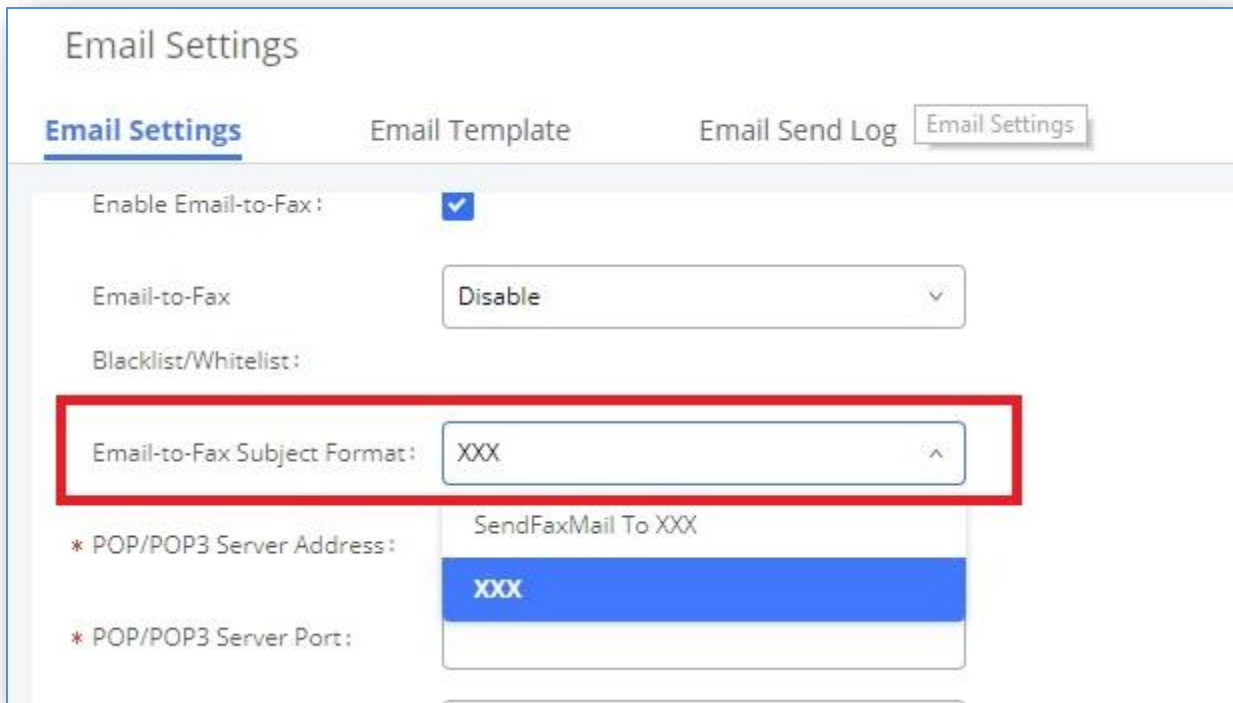 Email Settings
Email Settings
Email Template
Email Send Log
Email Settings
Enable Email-to-Fax:
Email-to-Fax
Blacklist/Whitelist:
Disable
Email-to-Fax Subject Format:
XXX
SendFaxMail To XXX
XXX
* POP/POP3 Server Address:
* POP/POP3 Server Port: